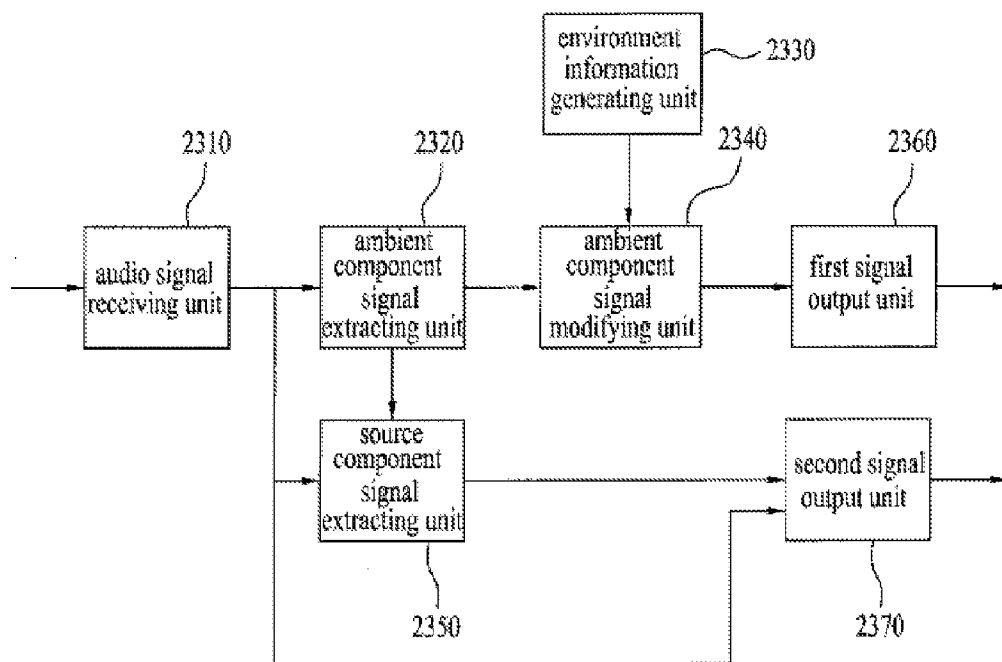 environment
information
generating unit
2330
2310
2320
2340
2360
audio signal
receiving unit
ambient
component
signal
extracting unit
ambient
component
signal
modifying unit
first signal
output unit
source
component
signal
extracting unit
second signal
output unit
2350
2370